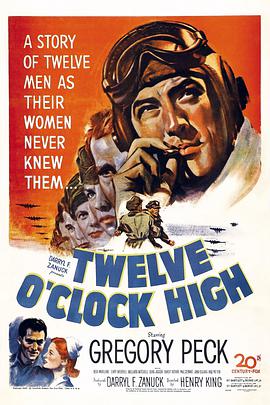 A STORY
OF TWELVE
MEN AS
THEIR
WOMEN
NEVER
KNEW
THEM...
DARRYL F.
ZANUCK
presents
TWELVE
O'CLOCK HIGH
Starring
GREGORY PECK
Produced by DARRYL F. ZANUCK Directed by HENRY KING
20th
CENTURY-FOX